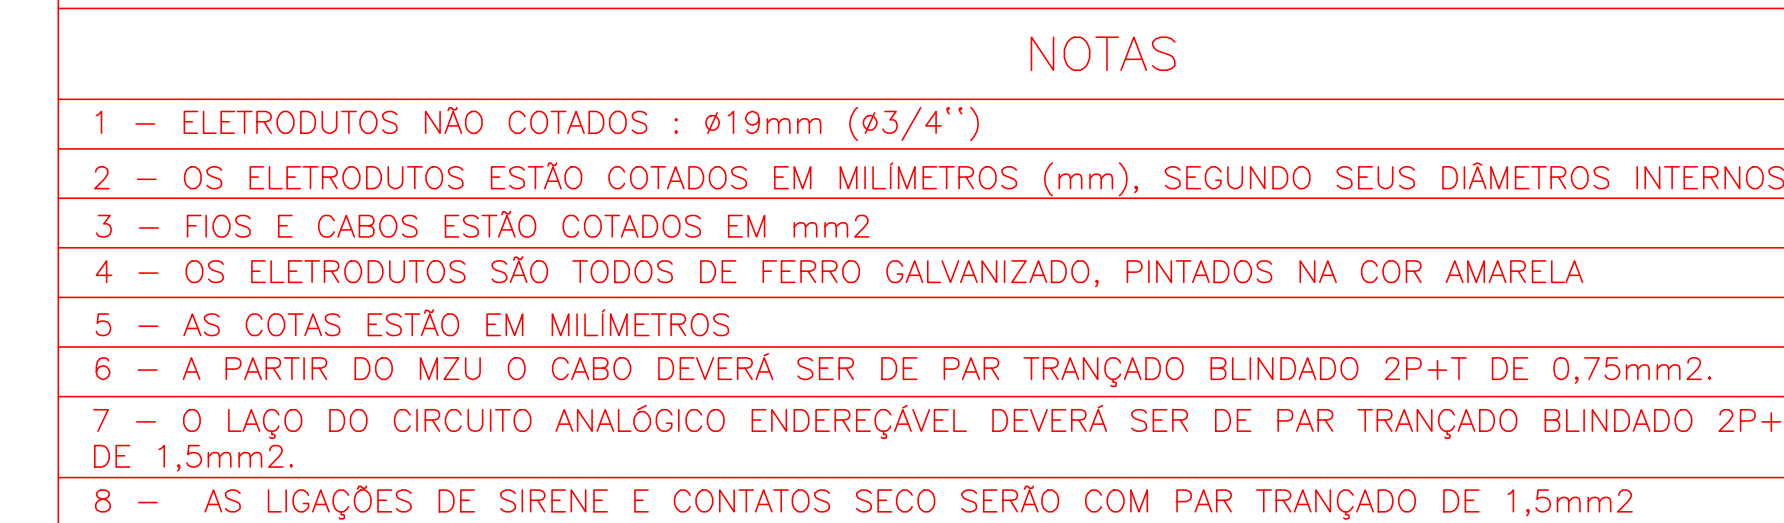 NOTAS
1 - ELETRODUTOS NÃO COTADOS : ø19mm (ø3/4‘‘)
2 - OS ELETRODUTOS ESTÃO COTADOS EM MILÍMETROS (mm), SEGUNDO SEUS DIÂMETROS INTERNOS
3 - FIOS E CABOS ESTÃO COTADOS EM mm2
4 - OS ELETRODUTOS SÃO TODOS DE FERRO GALVANIZADO, PINTADOS NA COR AMARELA
5 - AS COTAS ESTÃO EM MILÍMETROS
6 - A PARTIR DO MZU O CABO DEVERÁ SER DE PAR TRANÇADO BLINDADO 2P+T DE 0,75mm2.
7 - O LAÇO DO CIRCUITO ANALÓGICO ENDEREÇÁVEL DEVERÁ SER DE PAR TRANÇADO BLINDADO 2P+
DE 1,5mm2.
8 - AS LIGAÇÕES DE SIRENE E CONTATOS SECO SERÃO COM PAR TRANÇADO DE 1,5mm2